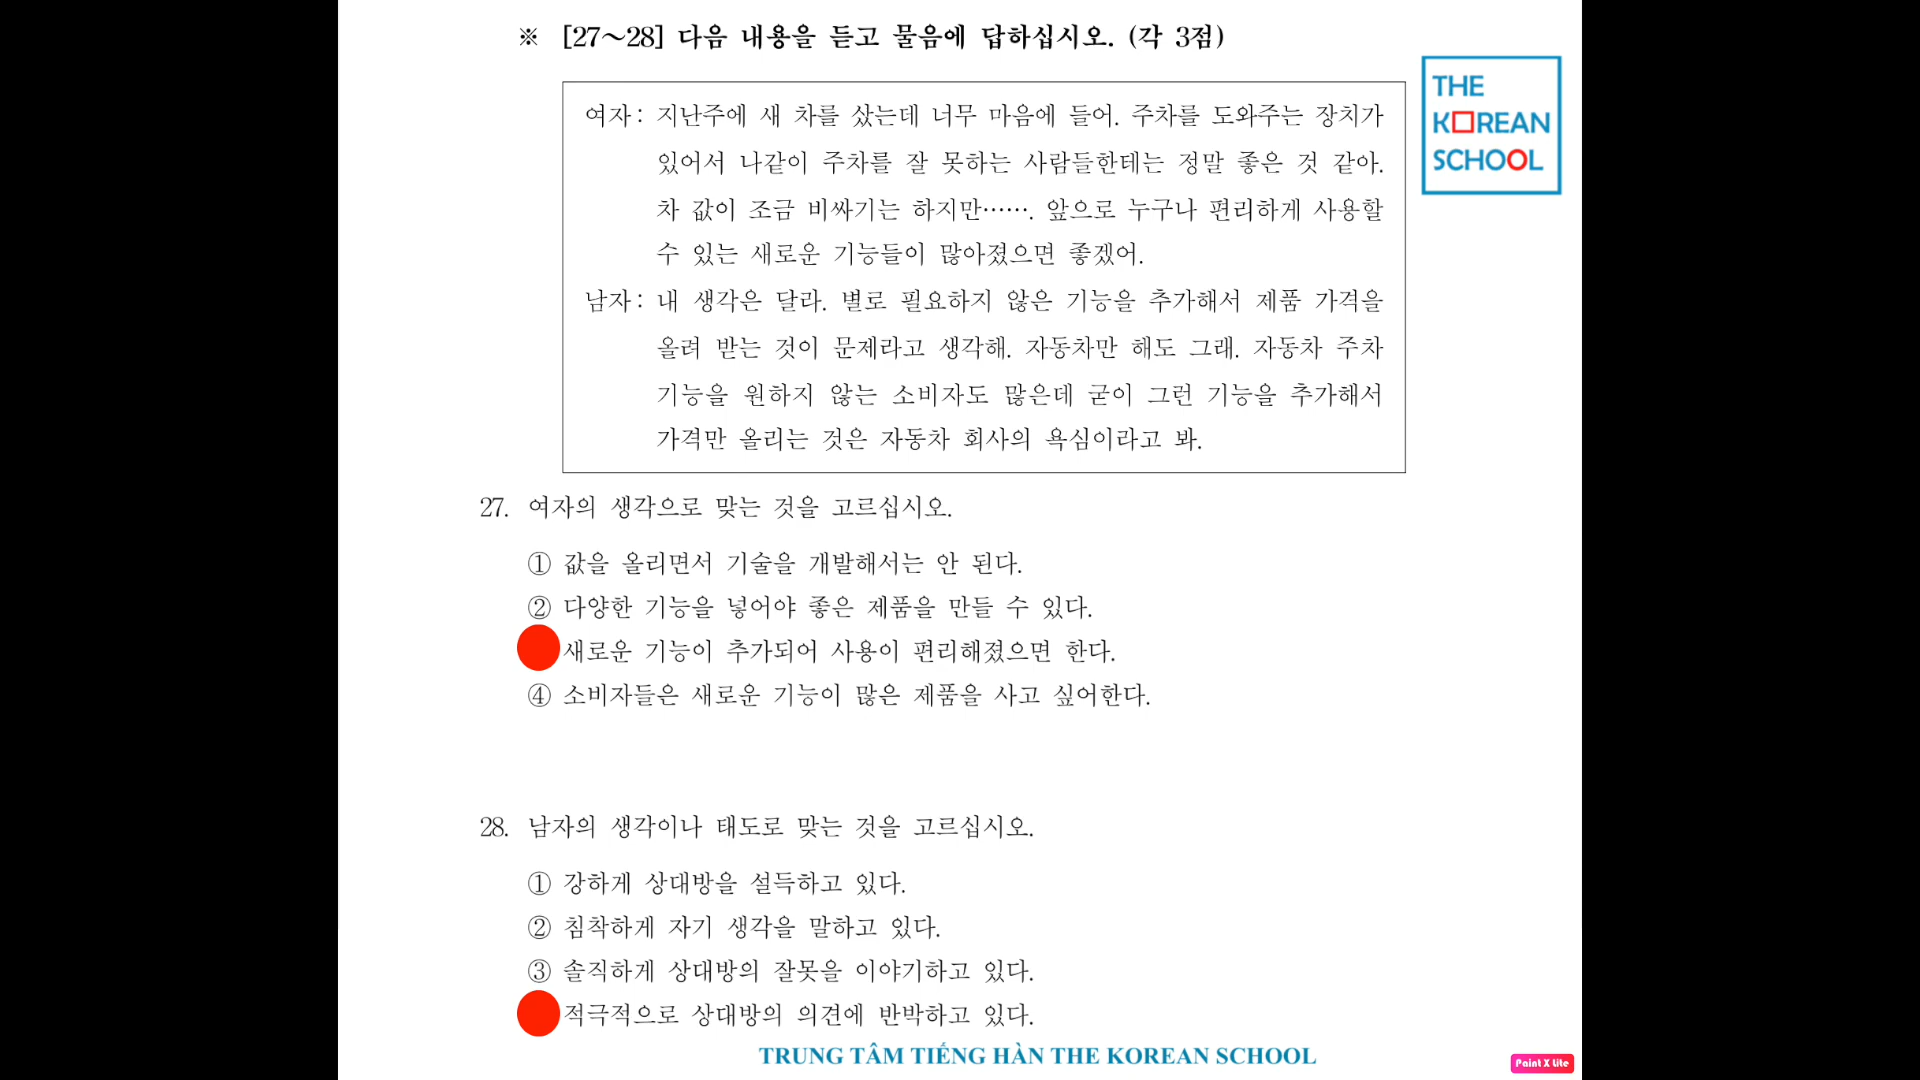 ※ [27～28] 다음 내용을 듣고 물음에 답하십시오. (각 3점)
THE
KOREAN
SCHOOL
여자 : 지난주에 새 차를 샀는데 너무 마음에 들어. 주차를 도와주는 장치가
있어서 나같이 주차를 잘 못하는 사람들한테는 정말 좋은 것 같아.
차 값이 조금 비싸기는 하지만……. 앞으로 누구나 편리하게 사용할
수 있는 새로운 기능들이 많아졌으면 좋겠어.
남자 : 내 생각은 달라. 별로 필요하지 않은 기능을 추가해서 제품 가격을
올려 받는 것이 문제라고 생각해. 자동차만 해도 그래. 자동차 주차
기능을 원하지 않는 소비자도 많은데 굳이 그런 기능을 추가해서
가격만 올리는 것은 자동차 회사의 욕심이라고 봐.
27. 여자의 생각으로 맞는 것을 고르십시오.
① 값을 올리면서 기술을 개발해서는 안 된다.
② 다양한 기능을 넣어야 좋은 제품을 만들 수 있다.
새로운 기능이 추가되어 사용이 편리해졌으면 한다.
④ 소비자들은 새로운 기능이 많은 제품을 사고 싶어한다.
28. 남자의 생각이나 태도로 맞는 것을 고르십시오.
① 강하게 상대방을 설득하고 있다.
② 침착하게 자기 생각을 말하고 있다.
③ 솔직하게 상대방의 잘못을 이야기하고 있다.
적극적으로 상대방의 의견에 반박하고 있다.
TRUNG TÂM TIẾNG HÀN THE KOREAN SCHOOL
Paint X Lite